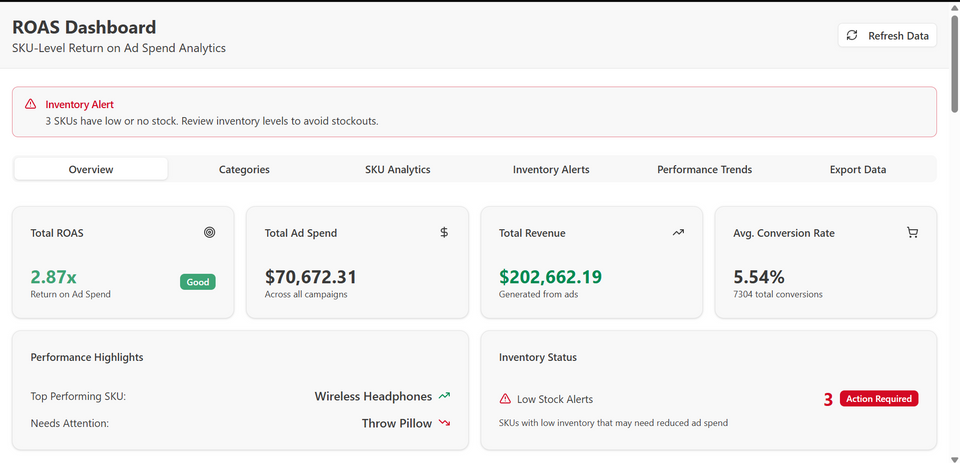 ROAS Dashboard
SKU-Level Return on Ad Spend Analytics
Refresh Data
Inventory Alert
3 SKUs have low or no stock. Review inventory levels to avoid stockouts.
Overview Categories SKU Analytics Inventory Alerts Performance Trends Export Data
Total ROAS
2.87x
Return on Ad Spend
Good
Total Ad Spend
$70,672.31
Across all campaigns
Total Revenue
$202,662.19
Generated from ads
Avg. Conversion Rate
5.54%
7304 total conversions
Performance Highlights
Top Performing SKU: Wireless Headphones
Needs Attention: Throw Pillow
Inventory Status
Low Stock Alerts 3 Action Required
SKUs with low inventory that may need reduced ad spend